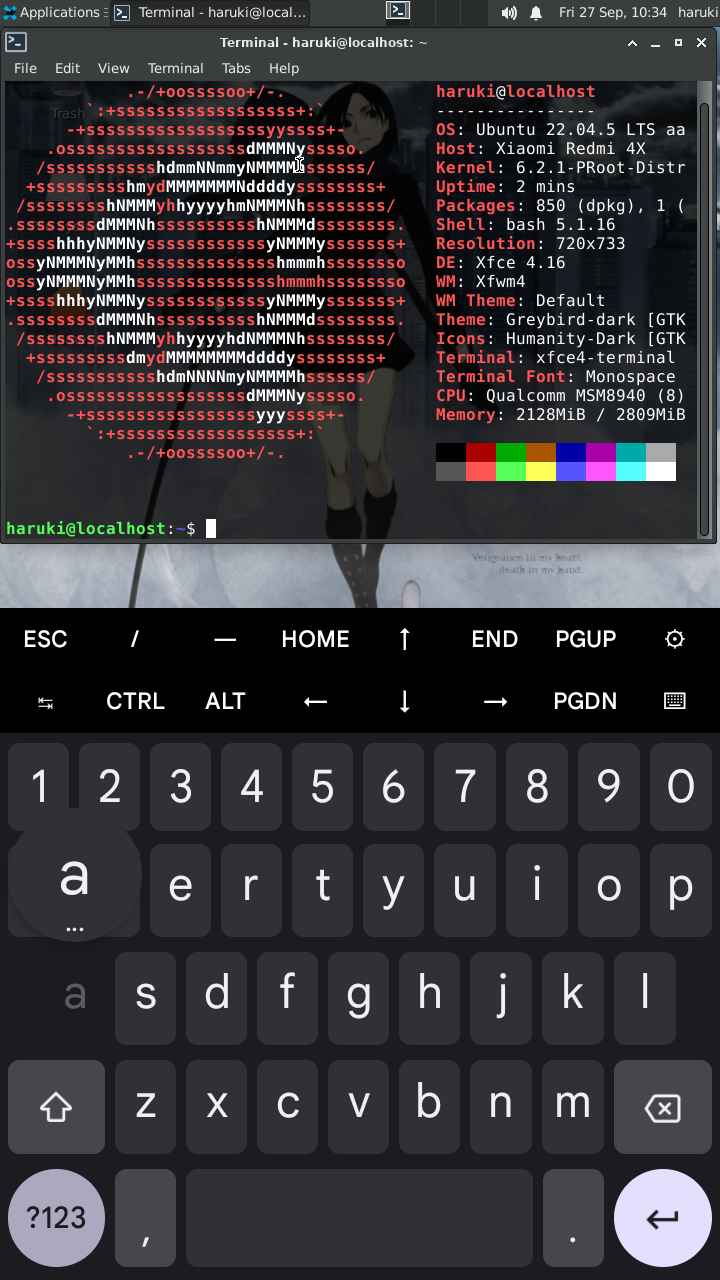 Applications
Terminal - haruki@local...
Fri 27 Sep, 10:34
haruki
Terminal - haruki@localhost: ~
File Edit View Terminal Tabs Help
Trash
.-/+oossssoo+/-.
`:+ssssssssssssssssss+:`
-+ssssssssssssssssssyyssss+-
.ossssssssssssssssssdMMMNysssso.
/ssssssssssshdmmNNmmyNMMMMhssssss/
+ssssssssshmydMMMMMMMNddddyssssssss+
/sssssssshNMMMyhhyyyyhmNMMMNhssssssss/
.ssssssssdMMMNhsssssssssshNMMMdssssssss.
+sssshhhyNMMNyssssssssssssyNMMMysssssss+
ossyNMMMNyMMhsssssssssssssshmmmhssssssso
ossyNMMMNyMMhsssssssssssssshmmmhssssssso
+sssshhhyNMMNyssssssssssssyNMMMysssssss+
.ssssssssdMMMNhsssssssssshNMMMdssssssss.
/sssssssshNMMMyhhyyyyhdNMMMNhssssssss/
+sssssssssdmydMMMMMMMMddddyssssssss+
/ssssssssssshdmNNNNmyNMMMMhssssss/
.ossssssssssssssssssdMMMNysssso.
-+sssssssssssssssssyyyssss+-
`:+ssssssssssssssssss+:`
.-/+oossssoo+/-.
haruki@localhost
----------------
OS: Ubuntu 22.04.5 LTS aa
Host: Xiaomi Redmi 4X
Kernel: 6.2.1-PRoot-Distr
Uptime: 2 mins
Packages: 850 (dpkg), 1 (
Shell: bash 5.1.16
Resolution: 720x733
DE: Xfce 4.16
WM: Xfwm4
WM Theme: Default
Theme: Greybird-dark [GTK
Icons: Humanity-Dark [GTK
Terminal: xfce4-terminal
Terminal Font: Monospace
CPU: Qualcomm MSM8940 (8)
Memory: 2128MiB / 2809MiB
haruki@localhost:~$
Vengeance in my heart,
death in my hand.
ESC / — HOME ↑ END PGUP
CTRL ALT ← ↓ → PGDN
1 2 3 4 5 6 7 8 9 0
a
...
e r t y u i o p
a s d f g h j k l
z x c v b n m
?123 , .